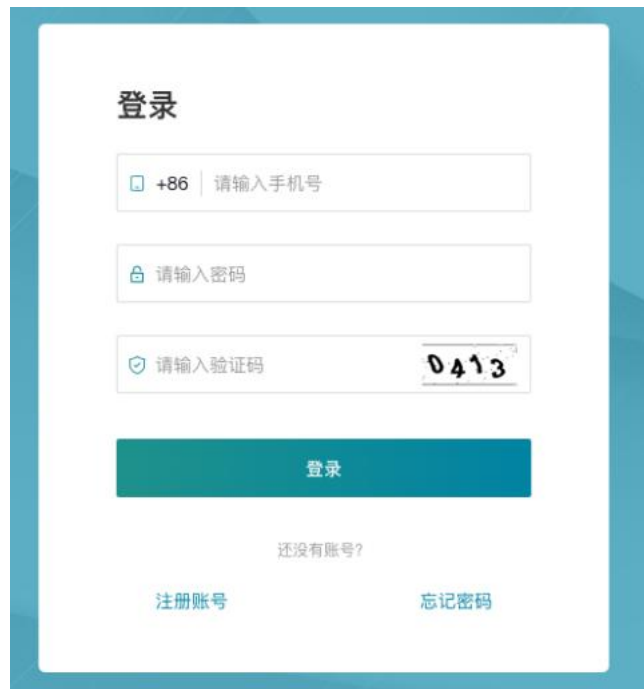 登录
+86 请输入手机号
请输入密码
请输入验证码 0413
登录
还没有账号?
注册账号 忘记密码